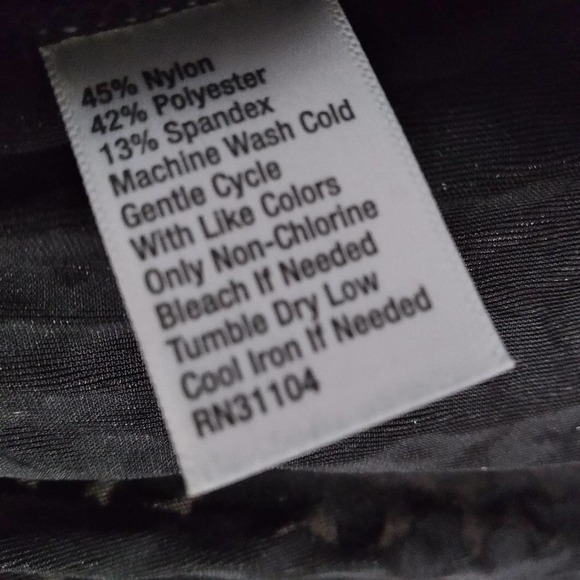 45% Nylon
42% Polyester
13% Spandex
Machine Wash Cold
Gentle Cycle
With Like Colors
Only Non-Chlorine
Bleach If Needed
Tumble Dry Low
Cool Iron If Needed
RN31104